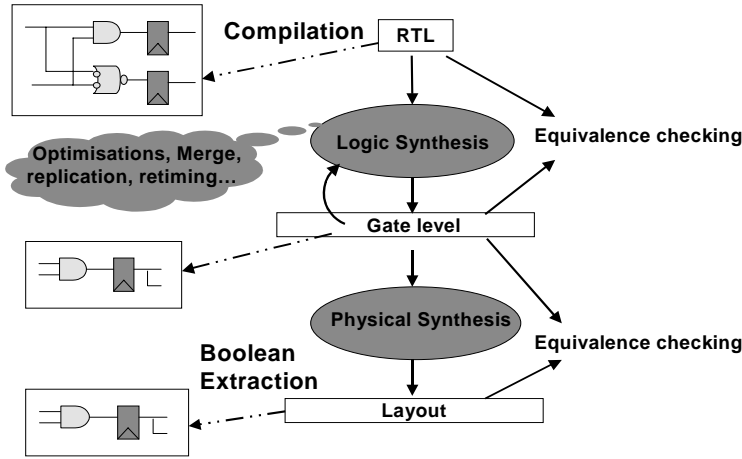 Compilation
RTL
Logic Synthesis
Equivalence checking
Optimisations, Merge,
replication, retiming…
Gate level
Physical Synthesis
Equivalence checking
Boolean
Extraction
Layout